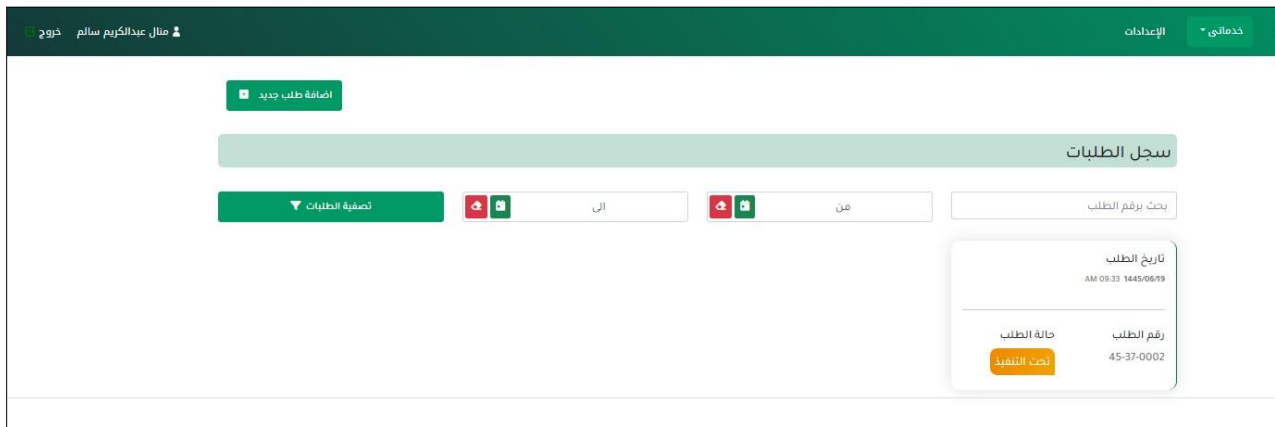 خدماتى
الإعدادات
منال عبدالكريم سالم
خروج
اضافة طلب جديد
سجل الطلبات
بحث برقم الطلب
من
الى
تصفية الطلبات
تاريخ الطلب
1445/06/19 09:33 AM
رقم الطلب
حالة الطلب
45-37-0002
تحت التنفيذ